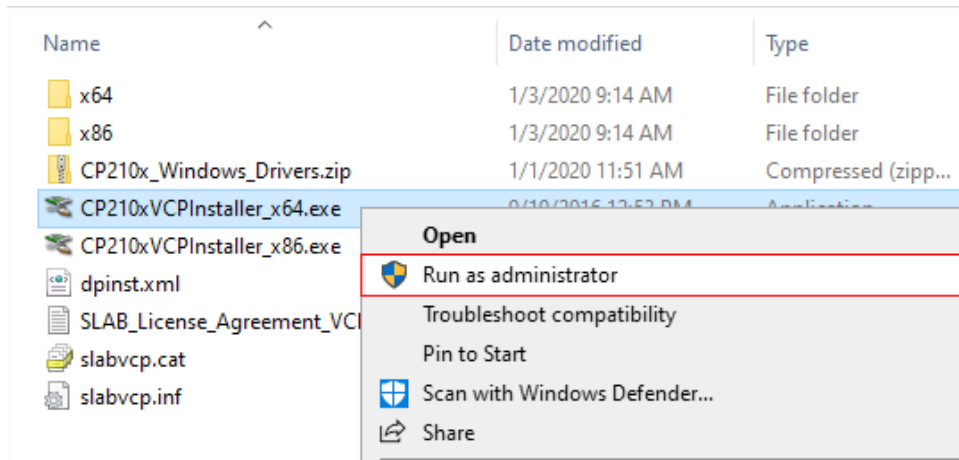 Name Date modified Type
x64 1/3/2020 9:14 AM File folder
x86 1/3/2020 9:14 AM File folder
CP210x_Windows_Drivers.zip 1/1/2020 11:51 AM Compressed (zipp...
CP210xVCPInstaller_x64.exe
CP210xVCPInstaller_x86.exe
dpinst.xml
SLAB_License_Agreement_VC
slabvcp.cat
slabvcp.inf
Open
Run as administrator
Troubleshoot compatibility
Pin to Start
Scan with Windows Defender...
Share